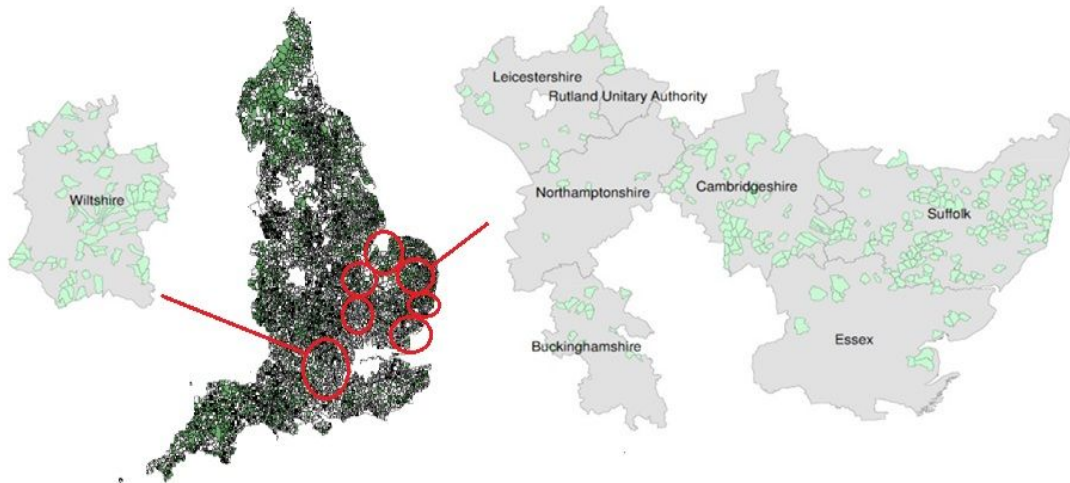 Leicestershire
Rutland Unitary Authority
Wiltshire
Northamptonshire
Cambridgeshire
Suffolk
Buckinghamshire
Essex